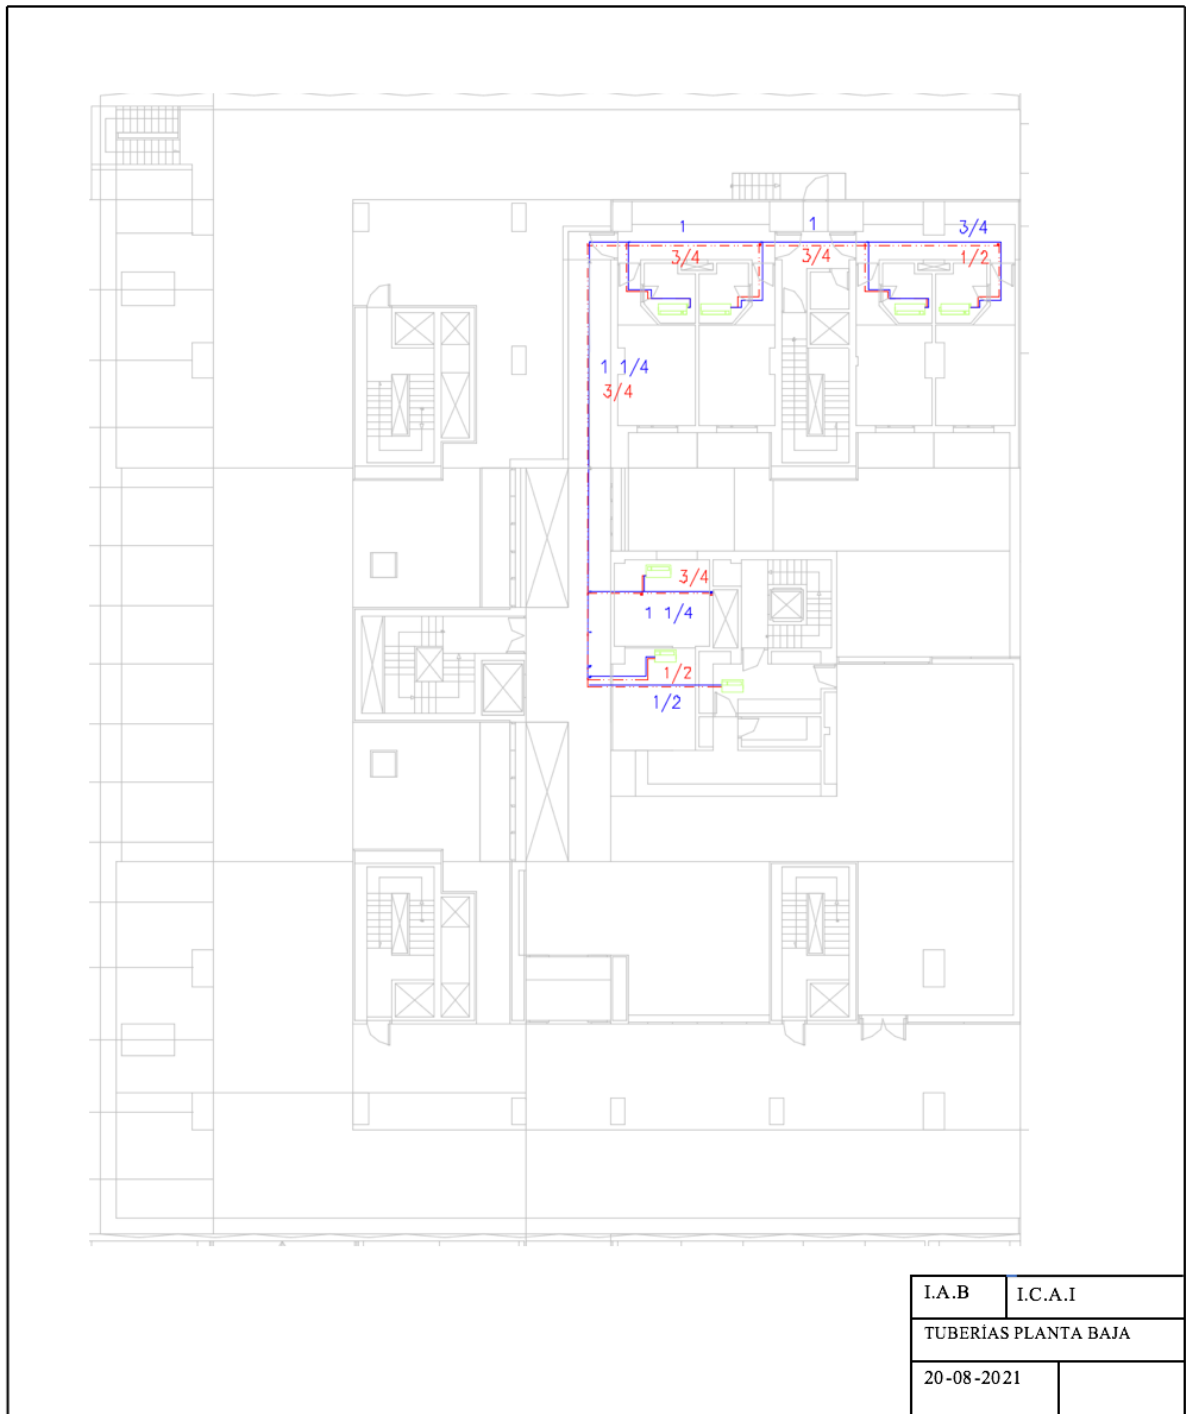 1 1 3/4
3/4 3/4 1/2
1 1/4
3/4
3/4
1 1/4
1/2
1/2
I.A.B I.C.A.I
TUBERÍAS PLANTA BAJA
20-08-2021